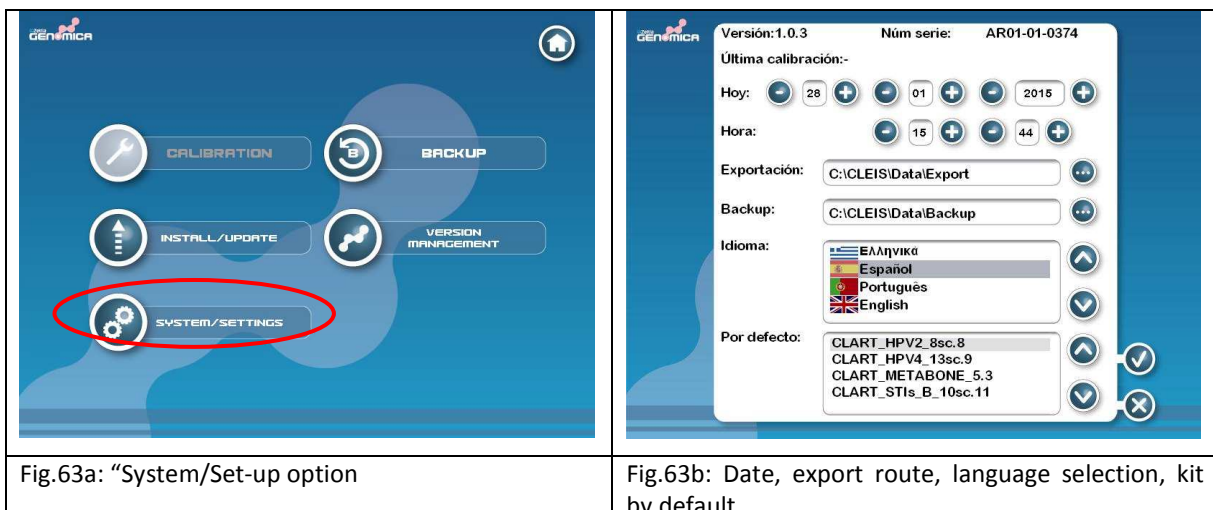 genomica
CALIBRATION
BACKUP
B
INSTALL/UPDATE
VERSION
MANAGEMENT
SYSTEM/SETTINGS
Fig.63a: “System/Set-up option
genomica
Versión:1.0.3 Núm serie: AR01-01-0374
Última calibración:-
Hoy: - 28 + - 01 + - 2015 +
Hora: - 15 + - 44 +
Exportación: C:\CLEIS\Data\Export ...
Backup: C:\CLEIS\Data\Backup ...
Idioma:
Ελληνικά
Español
Português
English
Por defecto:
CLART_HPV2_8sc.8
CLART_HPV4_13sc.9
CLART_METABONE_5.3
CLART_STIs_B_10sc.11
Fig.63b: Date, export route, language selection, kit
by default